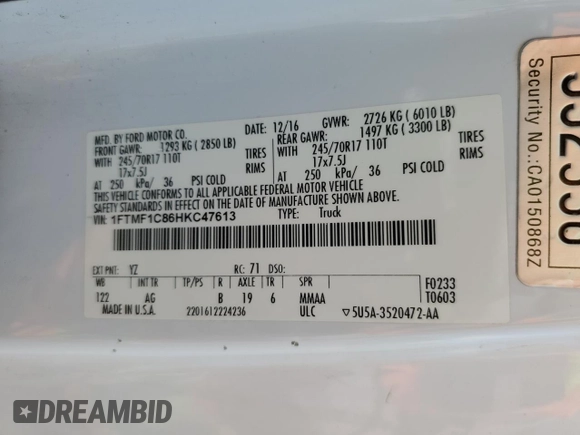 MFD. BY FORD MOTOR CO.
12/16 GVWR: 2726 KG ( 6010 LB)
FRONT GAWR: 1293 KG ( 2850 LB)
REAR GAWR: 1497 KG ( 3300 LB)
WITH 245/70R17 110T TIRES
WITH 245/70R17 110T TIRES
17x7.5J RIMS
17x7.5J RIMS
AT 250 kPa/ 36 PSI COLD
AT 250 kPa/ 36 PSI COLD
THIS VEHICLE CONFORMS TO ALL APPLICABLE FEDERAL MOTOR VEHICLE
SAFETY STANDARDS IN EFFECT ON THE DATE OF MANUFACTURE SHOWN ABOVE.
VIN: 1FTMF1C86HKC47613 TYPE: Truck
EXT PNT: YZ RC: 71 DSO:
WB INT TR TP/PS R AXLE TR SPR F0233
122 AG B 19 6 MMAA T0603
MADE IN U.S.A. 2201612224236 ULC ▽5U5A-3520472-AA
Security No.:CA0150868Z
DREAMBID